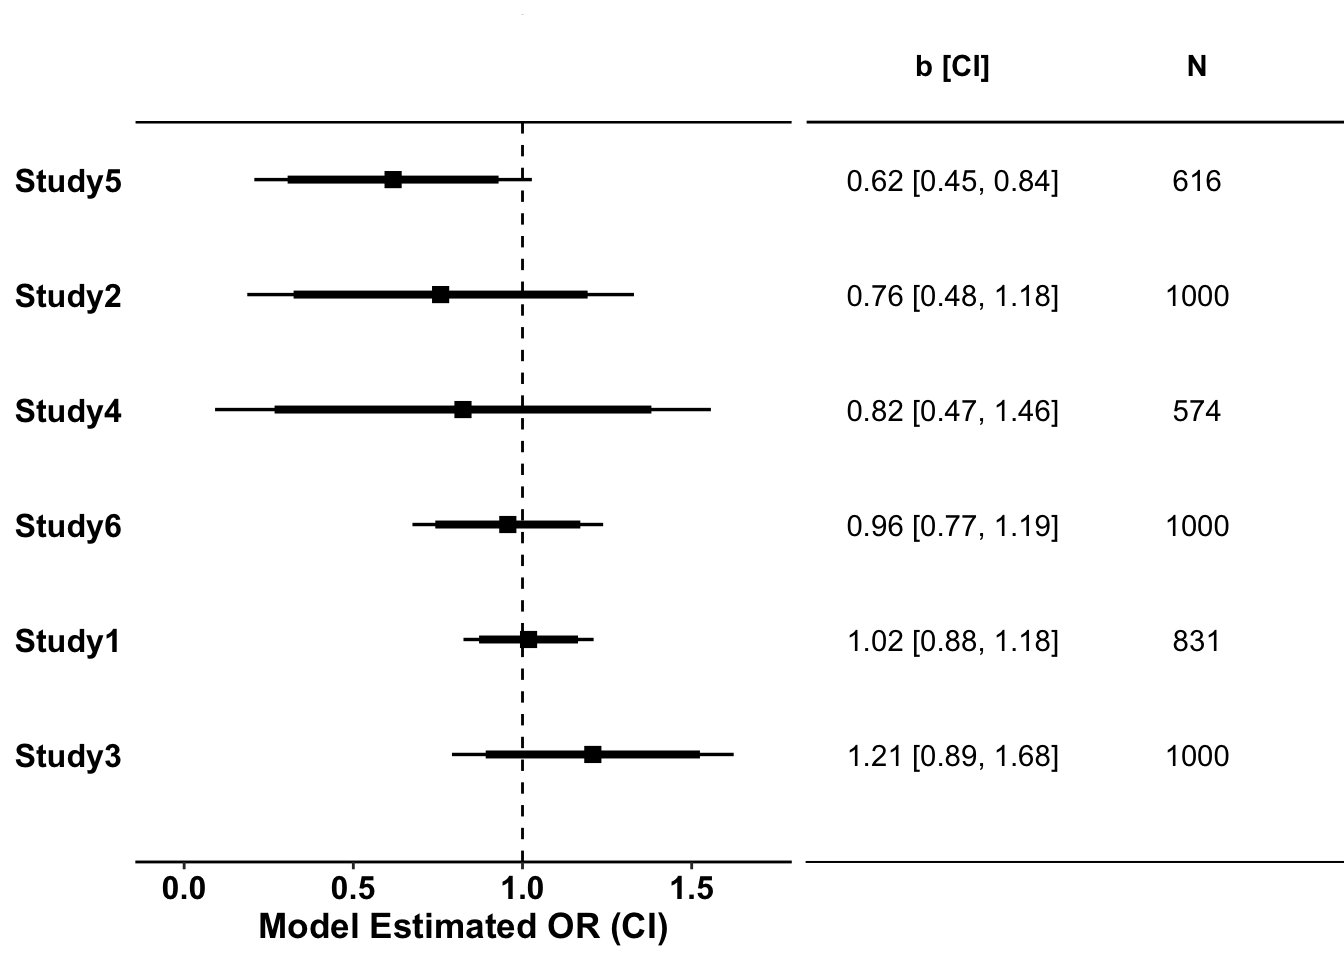 b [CI] N
Study5 0.62 [0.45, 0.84] 616
Study2 0.76 [0.48, 1.18] 1000
Study4 0.82 [0.47, 1.46] 574
Study6 0.96 [0.77, 1.19] 1000
Study1 1.02 [0.88, 1.18] 831
Study3 1.21 [0.89, 1.68] 1000
0.0 0.5 1.0 1.5
Model Estimated OR (CI)